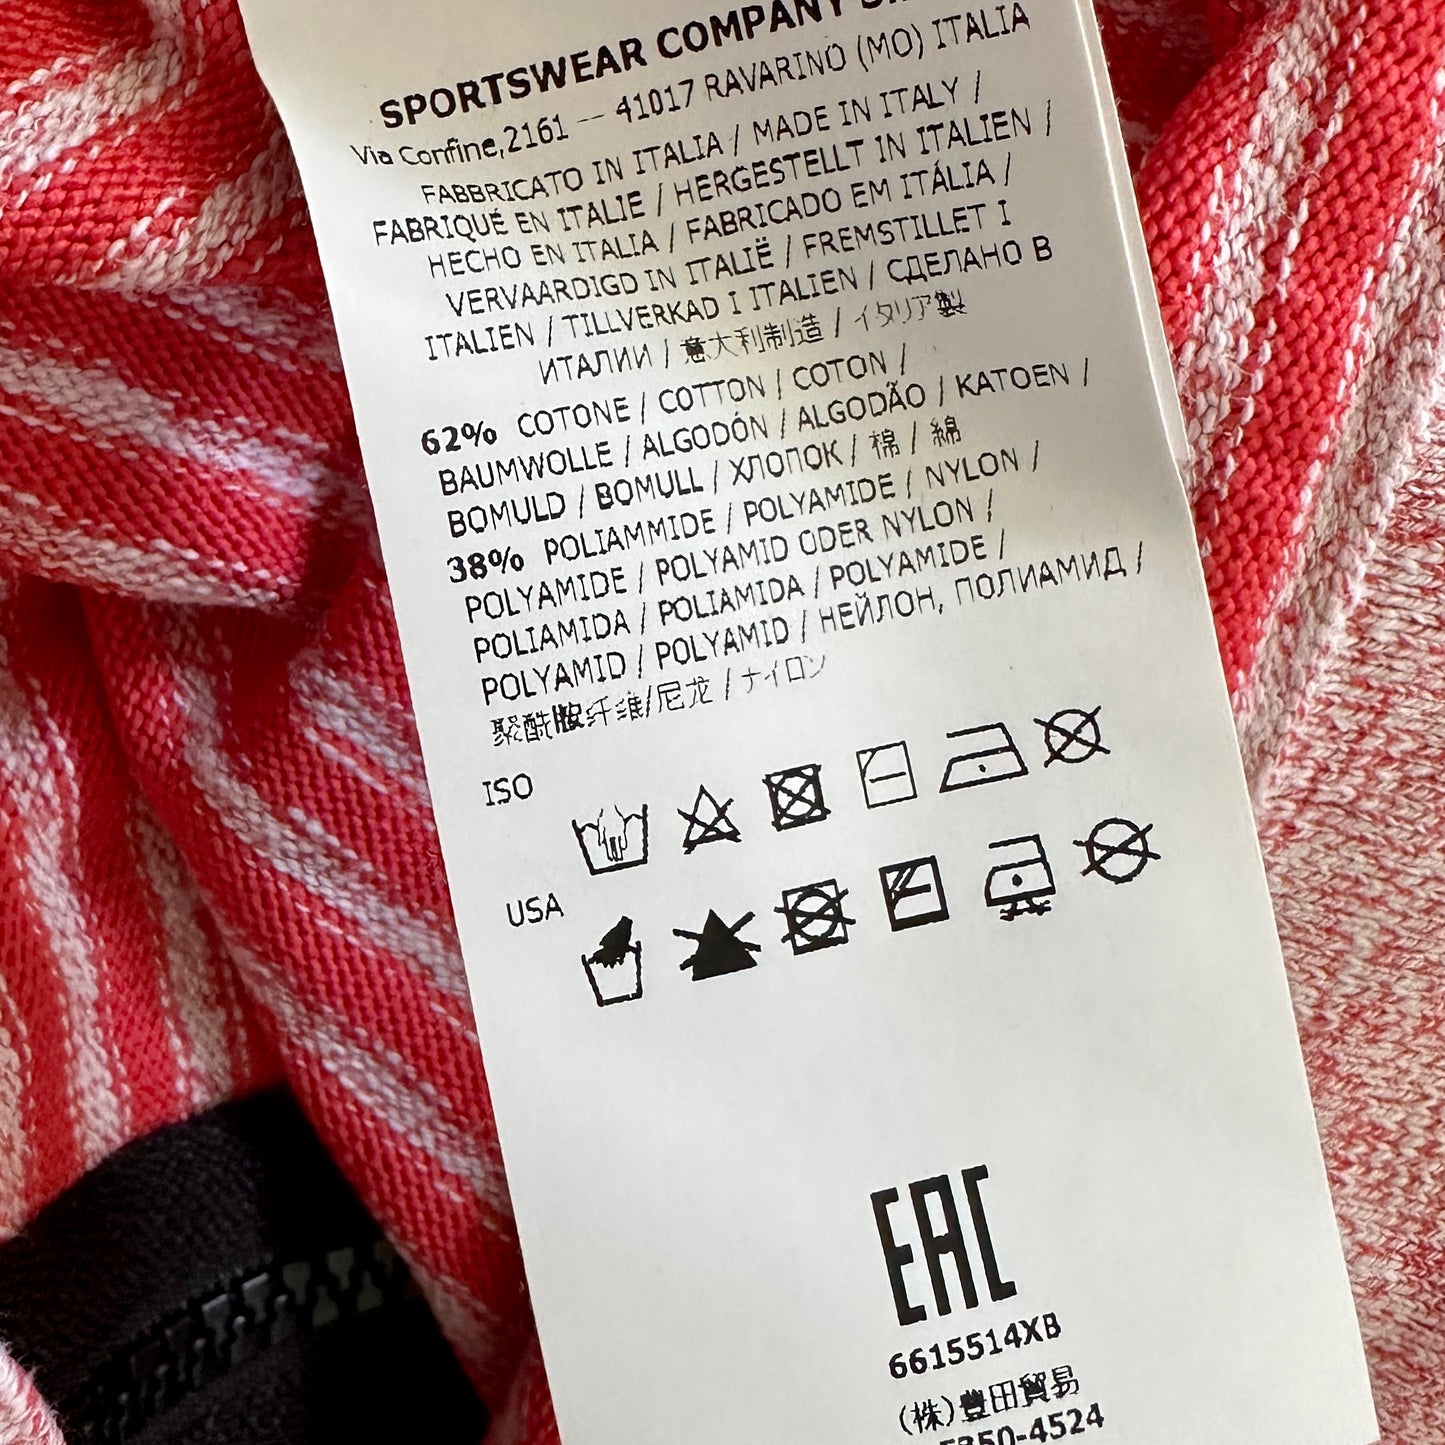 SPORTSWEAR COMPANY
Via Confine,2161 — 41017 RAVARINO (MO) ITALIA
FABBRICATO IN ITALIA / MADE IN ITALY /
FABRIQUÉ EN ITALIE / HERGESTELLT IN ITALIEN /
HECHO EN ITALIA / FABRICADO EM ITÁLIA /
VERVAARDIGD IN ITALIË / FREMSTILLET I
ITALIEN / TILLVERKAD I ITALIEN / СДЕЛАНО В
ИТАЛИИ / 意大利制造 / イタリア製
62% COTONE / COTTON / COTON /
BAUMWOLLE / ALGODÓN / ALGODÃO / KATOEN /
BOMULD / BOMULL / ХЛОПОК / 棉 / 綿
38% POLIAMMIDE / POLYAMIDE / NYLON /
POLYAMIDE / POLYAMID ODER NYLON /
POLIAMIDA / POLIAMIDA / POLYAMIDE /
POLYAMID / POLYAMID / НЕЙЛОН, ПОЛИАМИД /
聚酰胺纤维/尼龙 / ナイロン
ISO
USA
EAC
6615514XB
(株)豊田貿易
T350-4524